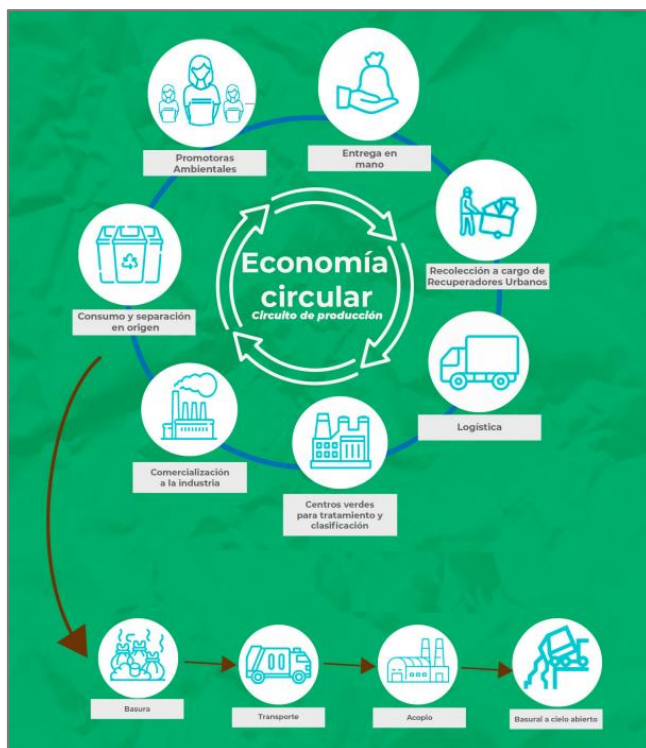 Promotoras
Ambientales
Entrega en
mano
Recolección a cargo de
Recuperadores Urbanos
Economía
circular
Circuito de producción
Consumo y separación
en origen
Logística
Comercialización
a la industria
Centros verdes
para tratamiento y
clasificación
Basura
Transporte
Acopio
Basural a cielo abierto